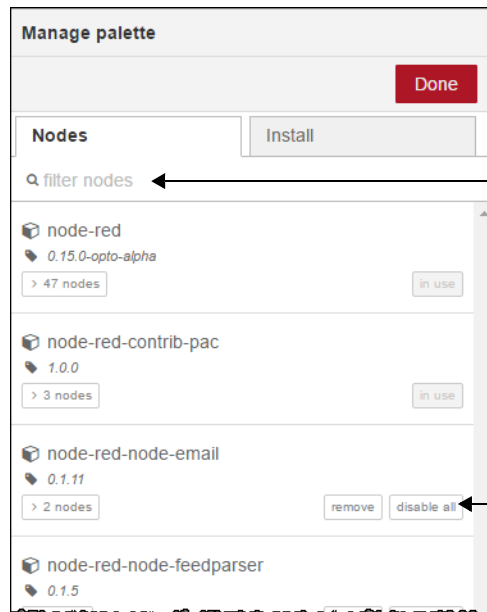 Manage palette
Done
Nodes Install
filter nodes
node-red
0.15.0-opto-alpha
> 47 nodes in use
node-red-contrib-pac
1.0.0
> 3 nodes in use
node-red-node-email
0.1.11
> 2 nodes remove disable all
node-red-node-feedparser
0.1.5